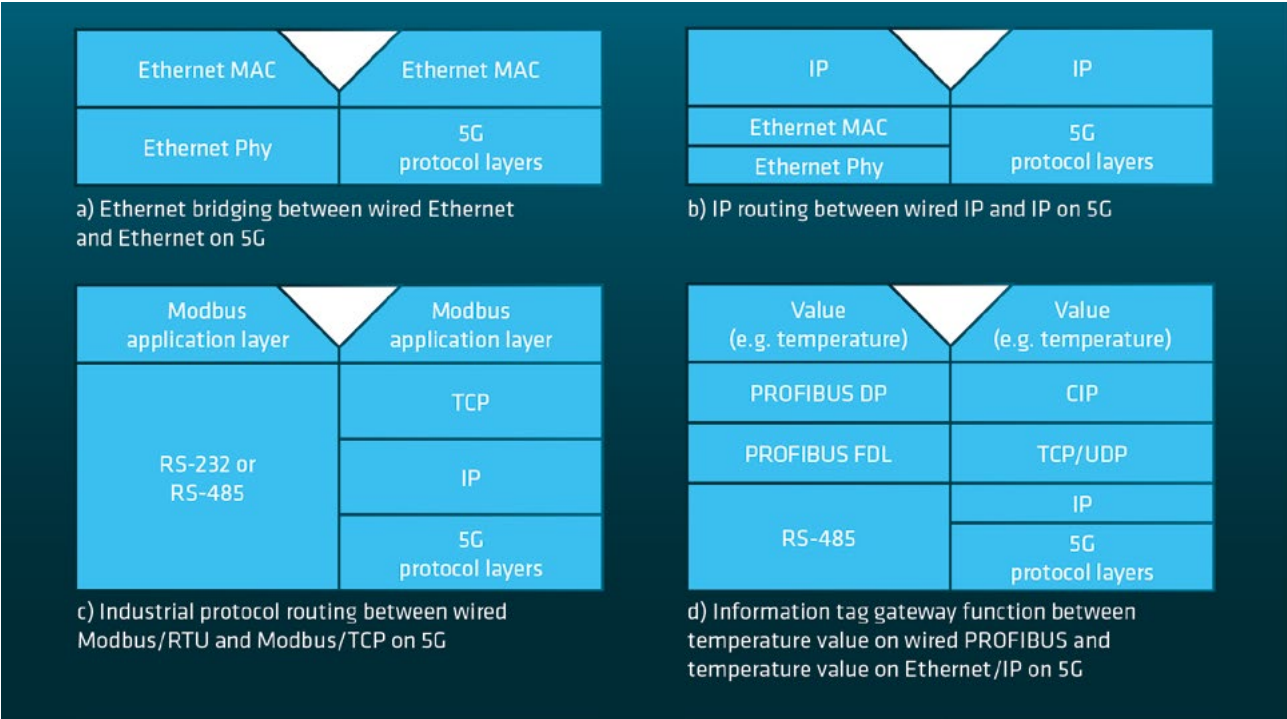 Ethernet MAC
Ethernet MAC
Ethernet Phy
5G
protocol layers
a) Ethernet bridging between wired Ethernet
and Ethernet on 5G
IP
IP
Ethernet MAC
Ethernet Phy
5G
protocol layers
b) IP routing between wired IP and IP on 5G
Modbus
application layer
Modbus
application layer
RS-232 or
RS-485
TCP
IP
5G
protocol layers
c) Industrial protocol routing between wired
Modbus/RTU and Modbus/TCP on 5G
Value
(e.g. temperature)
Value
(e.g. temperature)
PROFIBUS DP
CIP
PROFIBUS FDL
TCP/UDP
RS-485
IP
5G
protocol layers
d) Information tag gateway function between
temperature value on wired PROFIBUS and
temperature value on Ethernet/IP on 5G